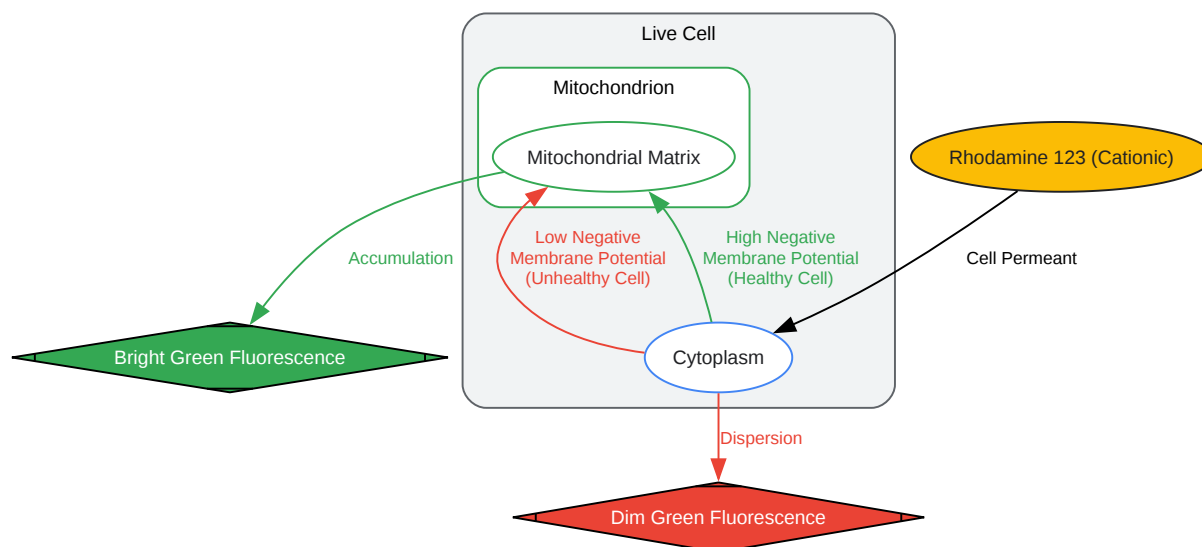 Live Cell
Mitochondrion
Mitochondrial Matrix
Rhodamine 123 (Cationic)
Low Negative
Membrane Potential
(Unhealthy Cell)
High Negative
Membrane Potential
(Healthy Cell)
Accumulation
Cell Permeant
Bright Green Fluorescence
Cytoplasm
Dispersion
Dim Green Fluorescence